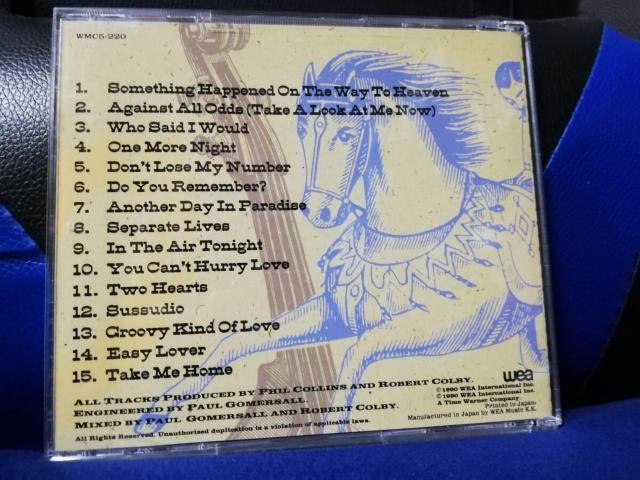 WMC5-220
1. Something Happened On The Way To Heaven
2. Against All Odds (Take A Look At Me Now)
3. Who Said I Would
4. One More Night
5. Don't Lose My Number
6. Do You Remember?
7. Another Day In Paradise
8. Separate Lives
9. In The Air Tonight
10. You Can't Hurry Love
11. Two Hearts
12. Sussudio
13. Groovy Kind Of Love
14. Easy Lover
15. Take Me Home
All Tracks Produced by Phil Collins and Robert Colby.
Engineered by Paul Gomersall.
Mixed by Paul Gomersall and Robert Colby.
All Rights Reserved. Unauthorized duplication is a violation of applicable laws.
wea
℗1990 WEA International Inc.
©1990 WEA International Inc.
A Time Warner Company.
Printed in Japan.
Manufactured in Japan by WEA Music K.K.